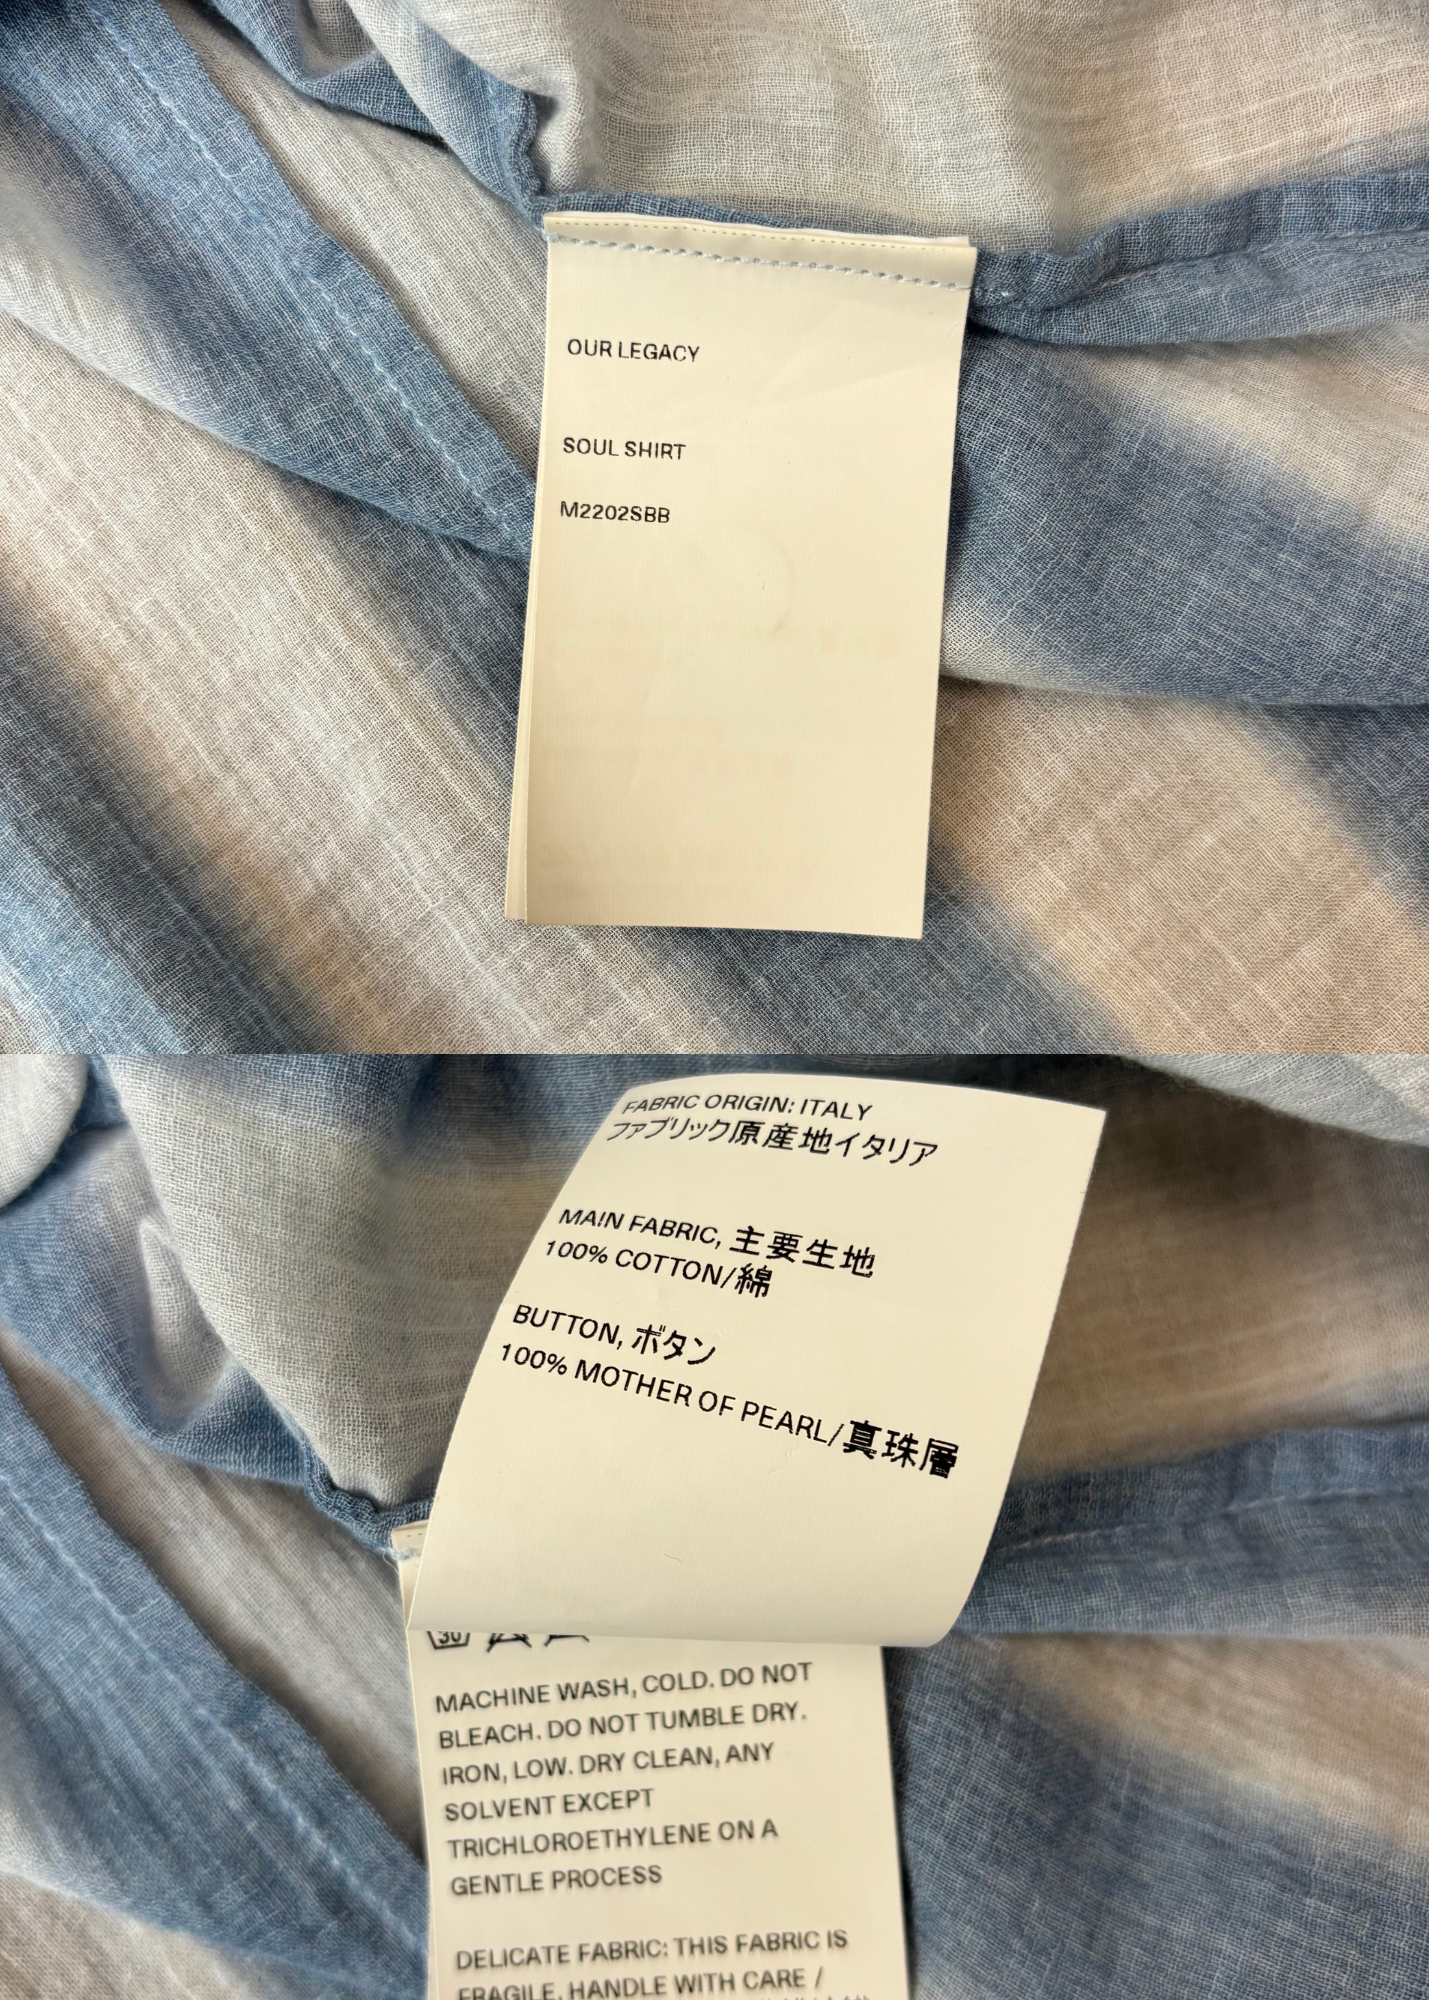 OUR LEGACY
SOUL SHIRT
M2202SBB
FABRIC ORIGIN: ITALY
ファブリック原産地イタリア
MAIN FABRIC, 主要生地
100% COTTON/綿
BUTTON, ボタン
100% MOTHER OF PEARL/真珠層
30
MACHINE WASH, COLD. DO NOT
BLEACH. DO NOT TUMBLE DRY.
IRON, LOW. DRY CLEAN, ANY
SOLVENT EXCEPT
TRICHLOROETHYLENE ON A
GENTLE PROCESS
DELICATE FABRIC: THIS FABRIC IS
FRAGILE, HANDLE WITH CARE /